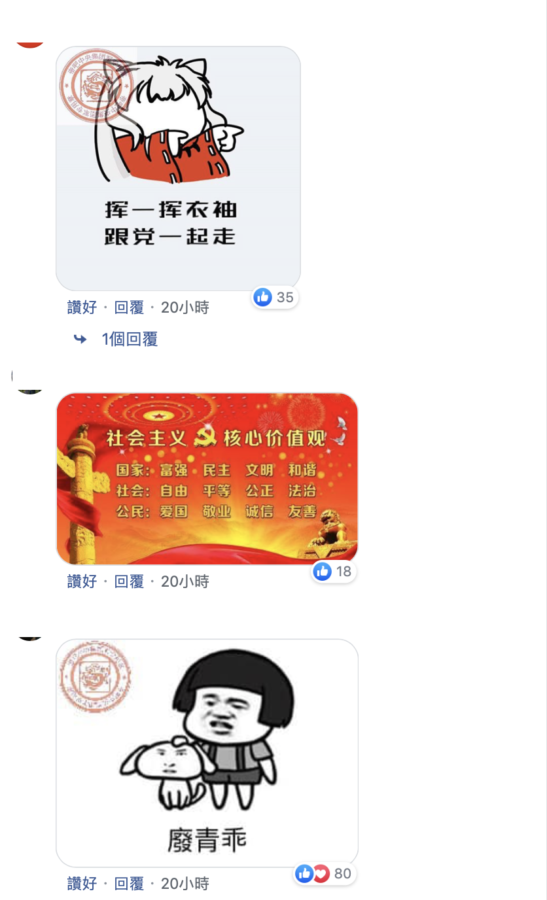 挥一挥衣袖
跟党一起走
讚好 · 回覆 · 20小時
35
1個回覆
社会主义 核心价值观
国家：富强 民主 文明 和谐
社会：自由 平等 公正 法治
公民：爱国 敬业 诚信 友善
讚好 · 回覆 · 20小時
18
廢青乖
讚好 · 回覆 · 20小時
80